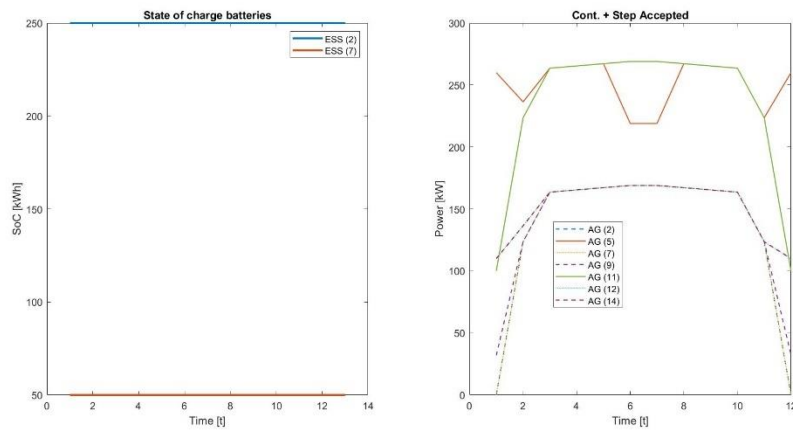 State of charge batteries
250
200
150
100
50
SoC [kWh]
0 2 4 6 8 10 12 14
Time [t]
ESS (2)
ESS (7)
Cont. + Step Accepted
300
250
200
150
100
50
0
Power [kW]
0 2 4 6 8 10 12
Time [t]
AG (2)
AG (5)
AG (7)
AG (9)
AG (11)
AG (12)
AG (14)